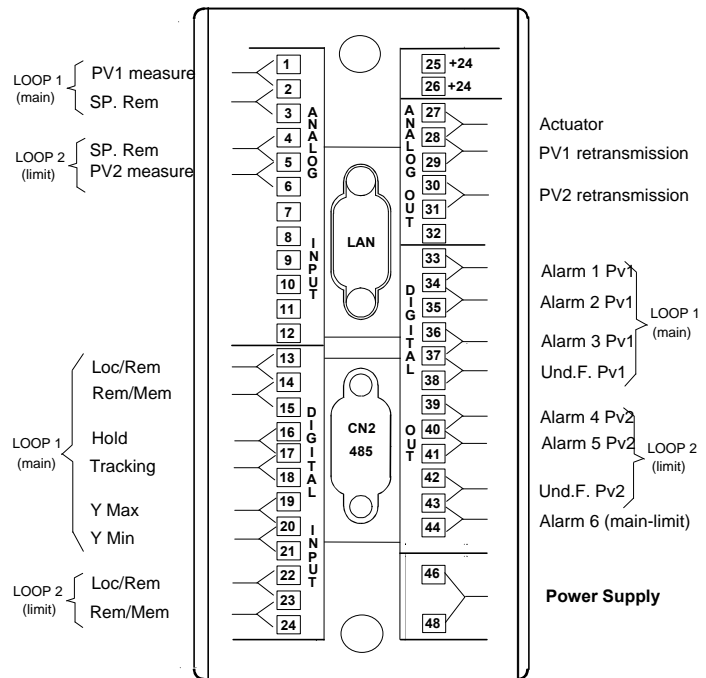 LOOP 1
(main)
PV1 measure
SP. Rem
LOOP 2
(limit)
SP. Rem
PV2 measure
LOOP 1
(main)
Loc/Rem
Rem/Mem
Hold
Tracking
Y Max
Y Min
LOOP 2
(limit)
Loc/Rem
Rem/Mem
1
2
3
4
5
6
7
8
9
10
11
12
ANALOG INPUT
13
14
15
16
17
18
19
20
21
22
23
24
DIGITAL INPUT
LAN
CN2
485
25 +24
26 +24
27
28
29
30
31
32
ANALOG OUT
33
34
35
36
37
38
39
40
41
42
43
44
DIGITAL OUT
46
48
Actuator
PV1 retransmission
PV2 retransmission
Alarm 1 Pv1
Alarm 2 Pv1
Alarm 3 Pv1
Und.F. Pv1
LOOP 1
(main)
Alarm 4 Pv2
Alarm 5 Pv2
Und.F. Pv2
LOOP 2
(limit)
Alarm 6 (main-limit)
Power Supply